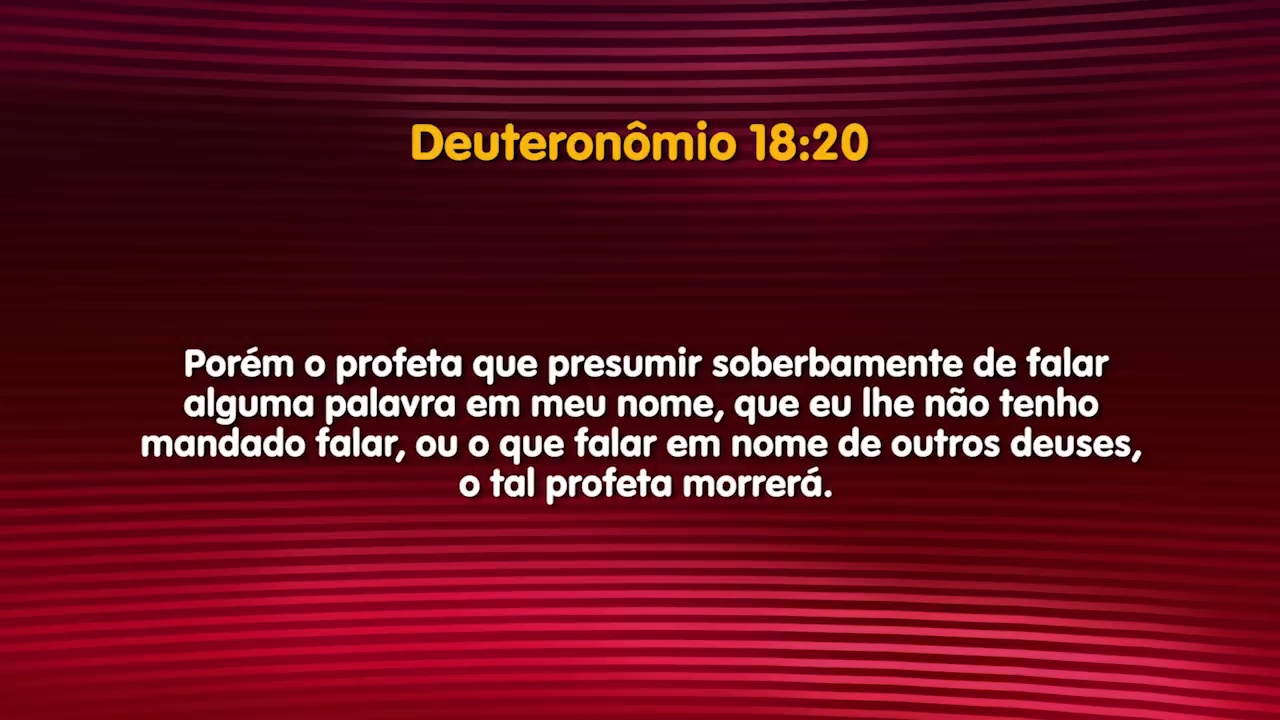 Deuteronômio 18:20
Porém o profeta que presumir soberbamente de falar
alguma palavra em meu nome, que eu lhe não tenho
mandado falar, ou o que falar em nome de outros deuses,
o tal profeta morrerá.